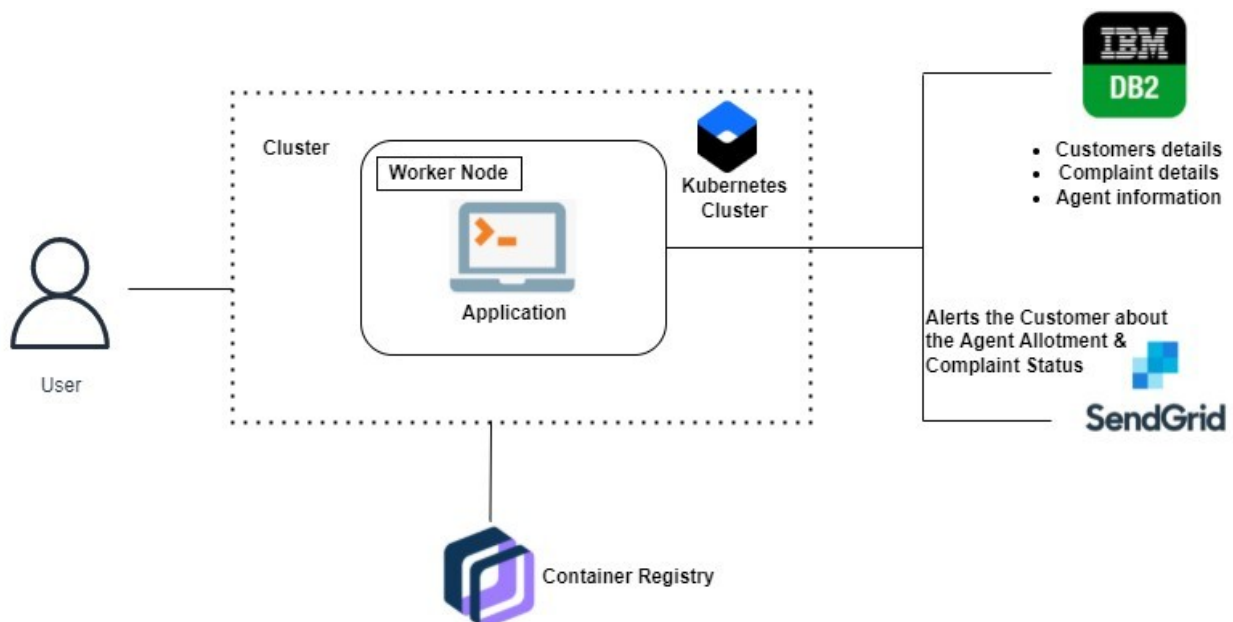 IBM
DB2
Cluster
Worker Node
Kubernetes
Cluster
• Customers details
• Complaint details
• Agent information
Application
User
Alerts the Customer about
the Agent Allotment &
Complaint Status
SendGrid
Container Registry